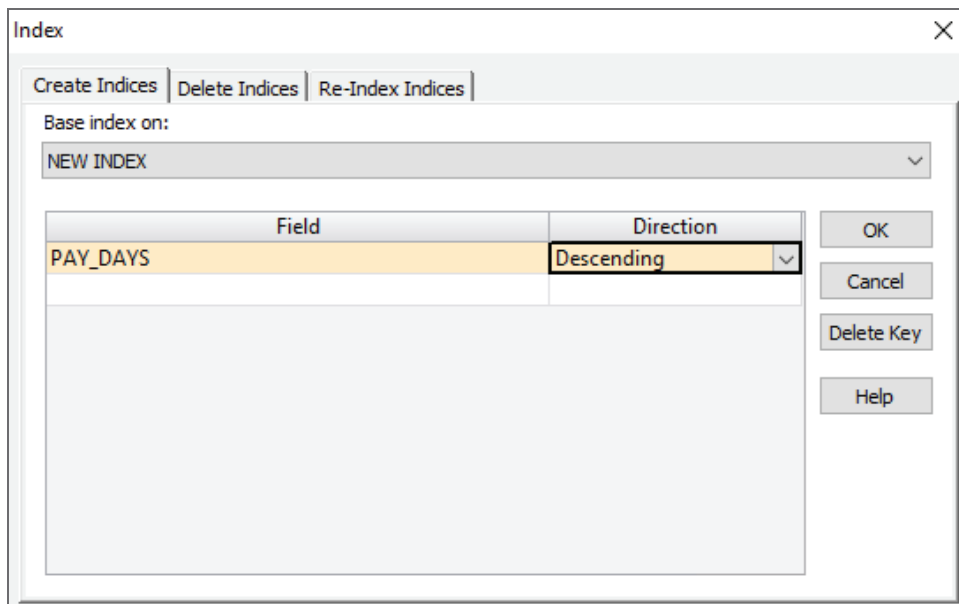 Index
Create Indices Delete Indices Re-Index Indices
Base index on:
NEW INDEX
Field Direction OK
PAY_DAYS Descending
Cancel
Delete Key
Help